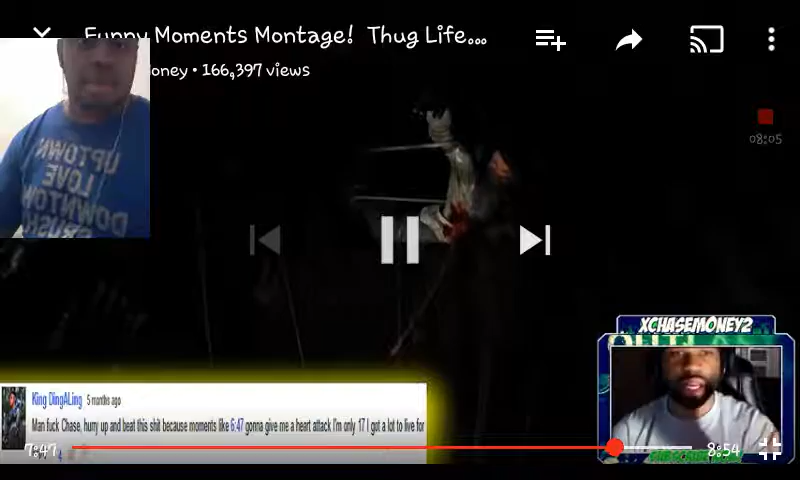 Funny Moments Montage! Thug Life...
oney • 166,397 views
08:05
UPTOWN
LOVE
DOWNTOWN
BRUSH
XCHASEMONEY2
King DingALing 5 months ago
Man fuck Chase, hurry up and beat this shit because moments like 6:47 gonna give me a heart attack I'm only 17 I got a lot to live for
7:47
8:54